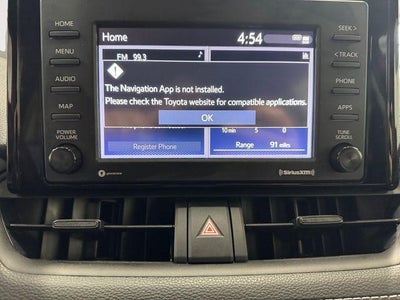 HOME
MENU
AUDIO
MAP
POWER
VOLUME
Home
4:54
SEEK >
< TRACK
PHONE
APPS
TUNE
SCROLL
FM 99.3
The Navigation App is not installed.
Please check the Toyota website for compatible applications.
OK
10 min 5 0
Register Phone
Range 91 miles
SiriusXM